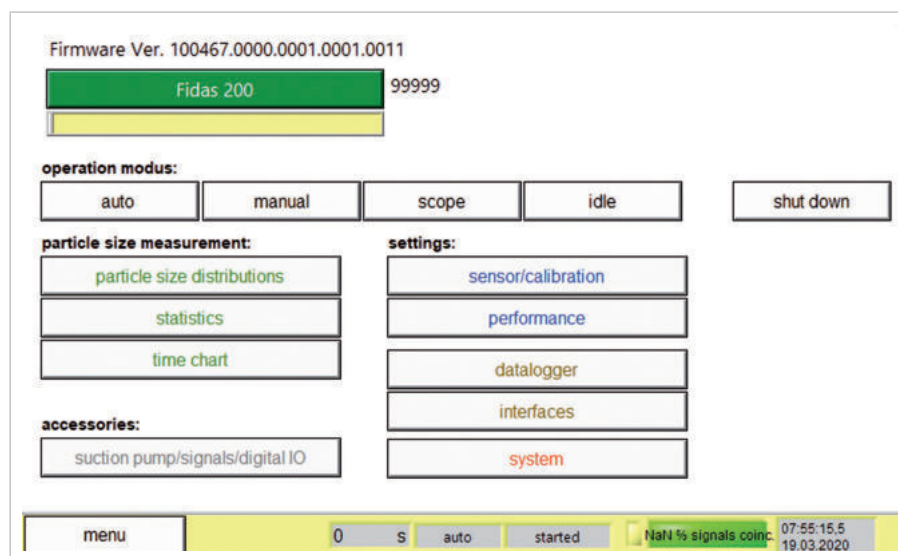 Firmware Ver. 100467.0000.0001.0001.0011
Fidas 200 99999
operation modus:
auto manual scope idle shut down
particle size measurement: settings:
particle size distributions sensor/calibration
statistics performance
time chart datalogger
interfaces
accessories:
suction pump/signals/digital IO system
menu 0 s auto started NaN % signals coinc. 07:55:15,5
19.03.2020